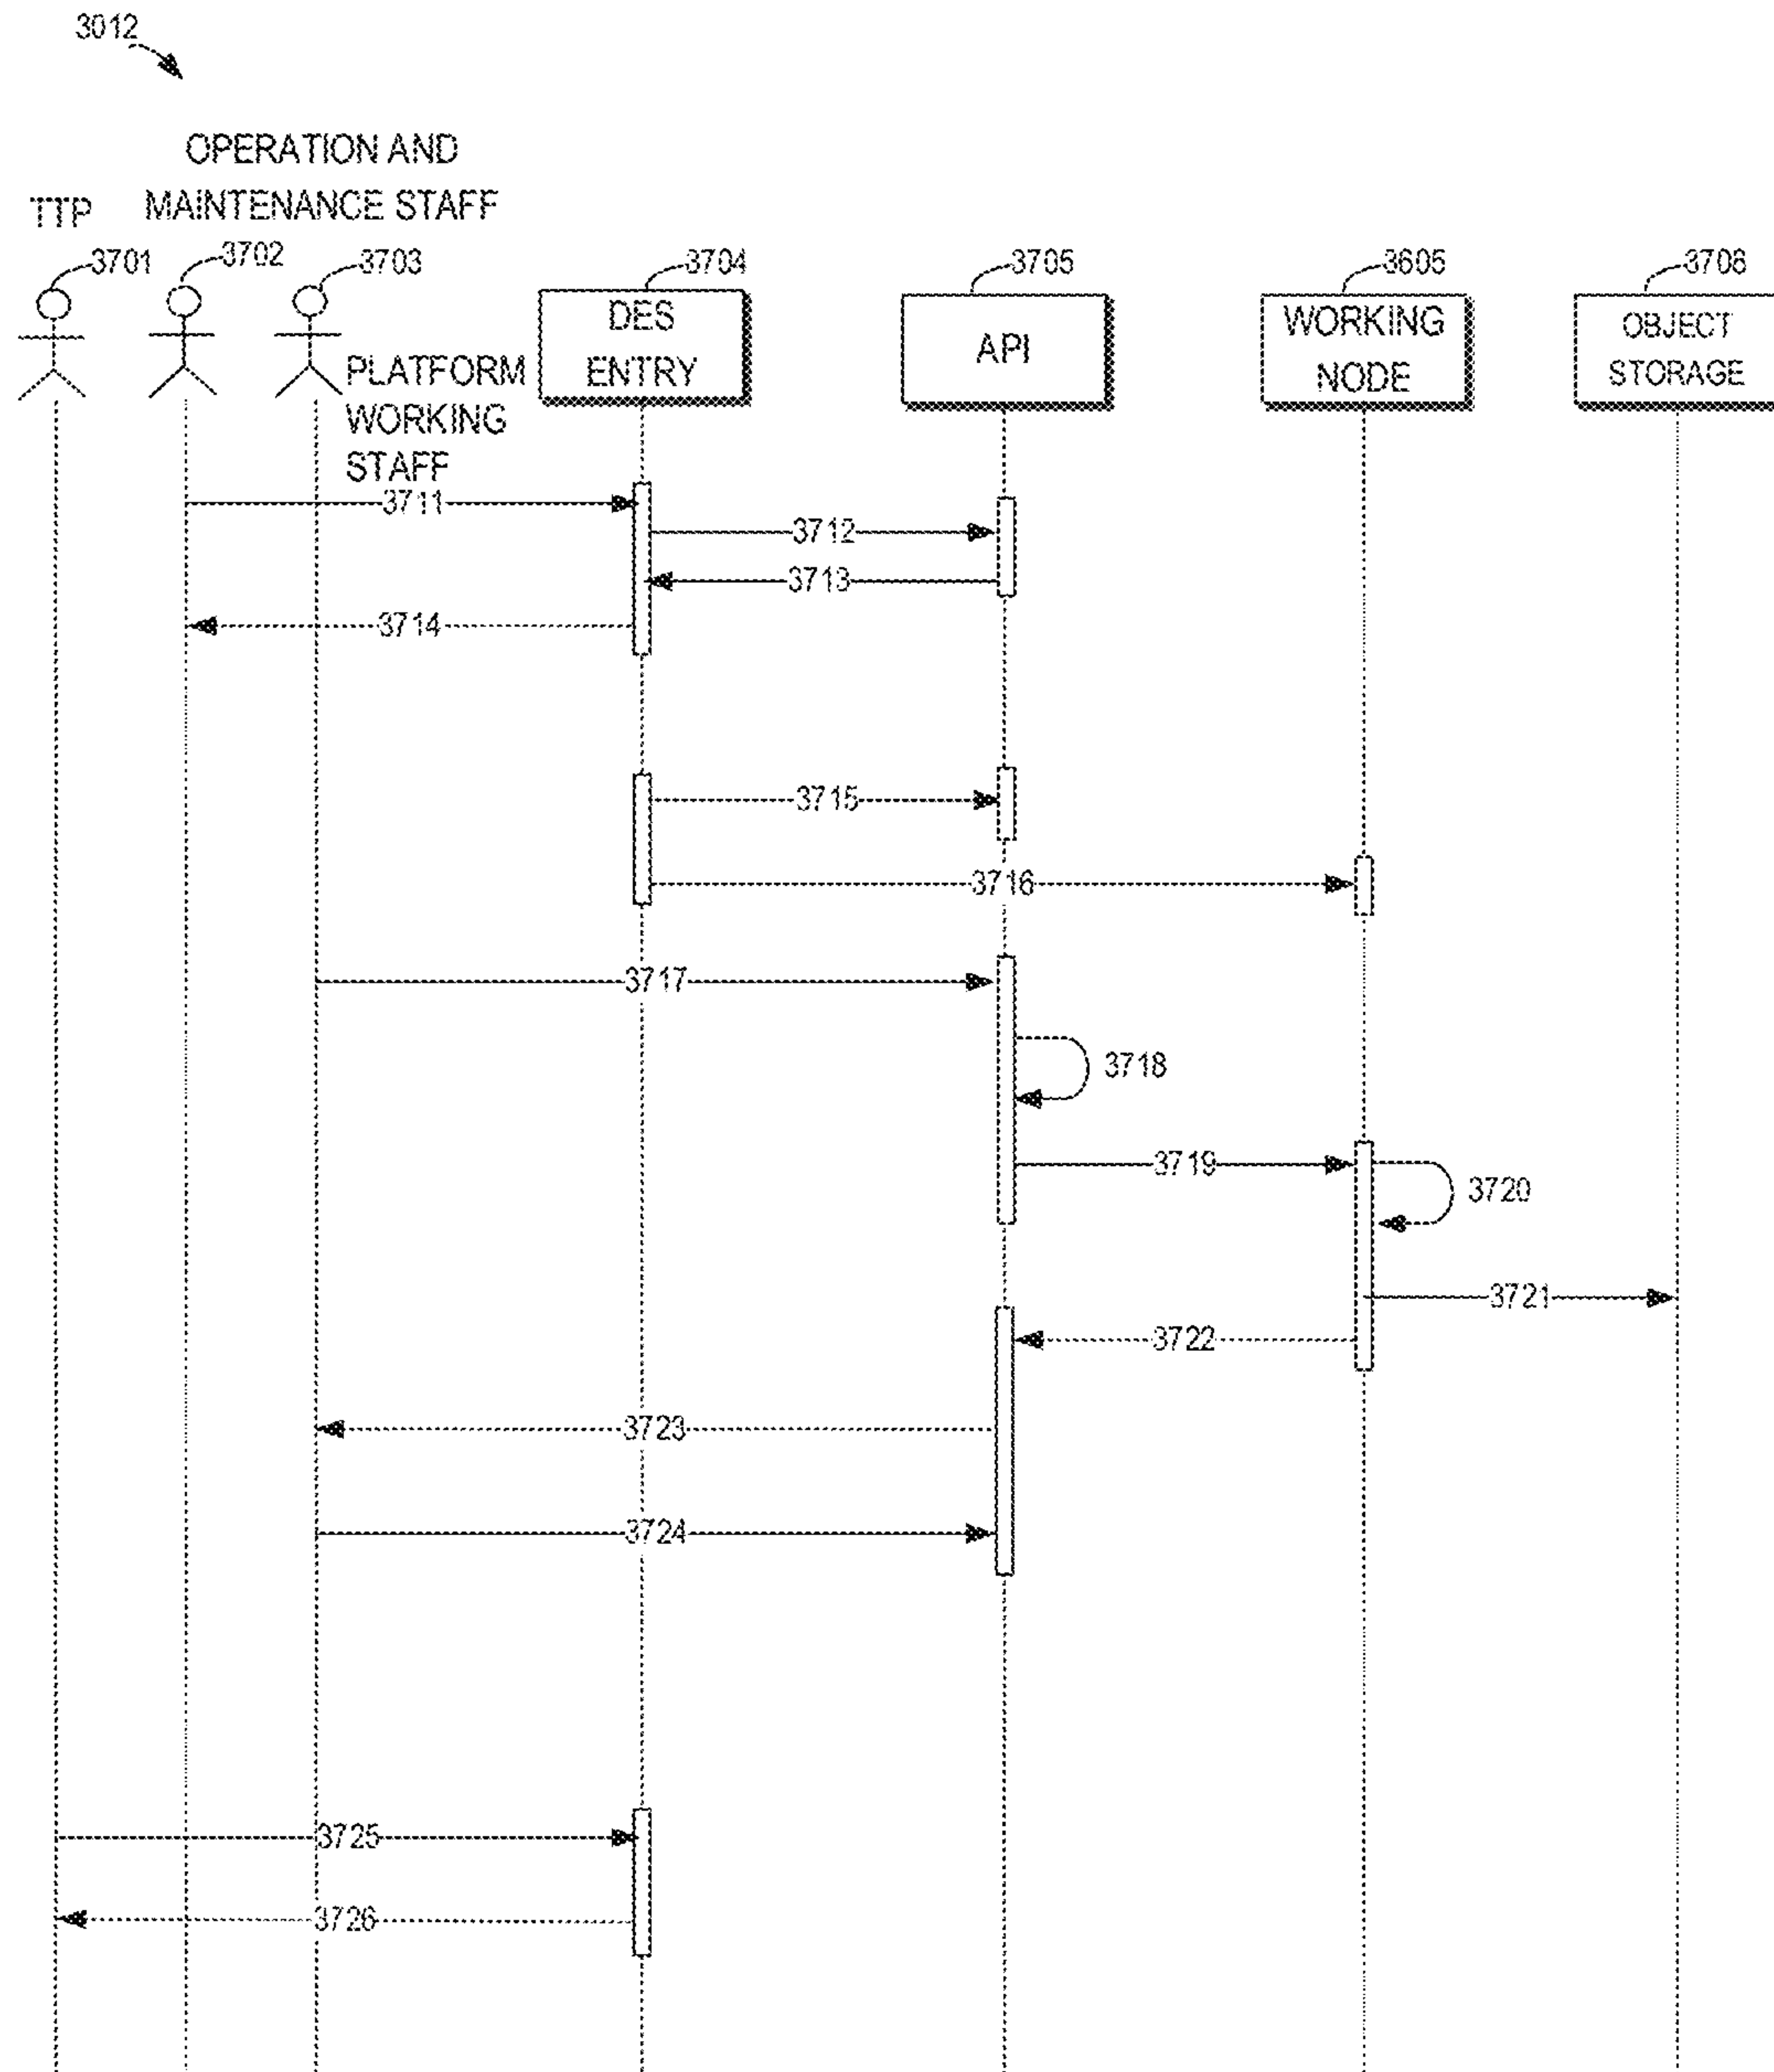 3012
OPERATION AND
MAINTENANCE STAFF
TTP
3701
3702
3703
3704
3705
3605
3706
DES
ENTRY
API
WORKING
NODE
OBJECT
STORAGE
PLATFORM
WORKING
STAFF
3711
3712
3713
3714
3715
3716
3717
3718
3719
3720
3721
3722
3723
3724
3725
3726